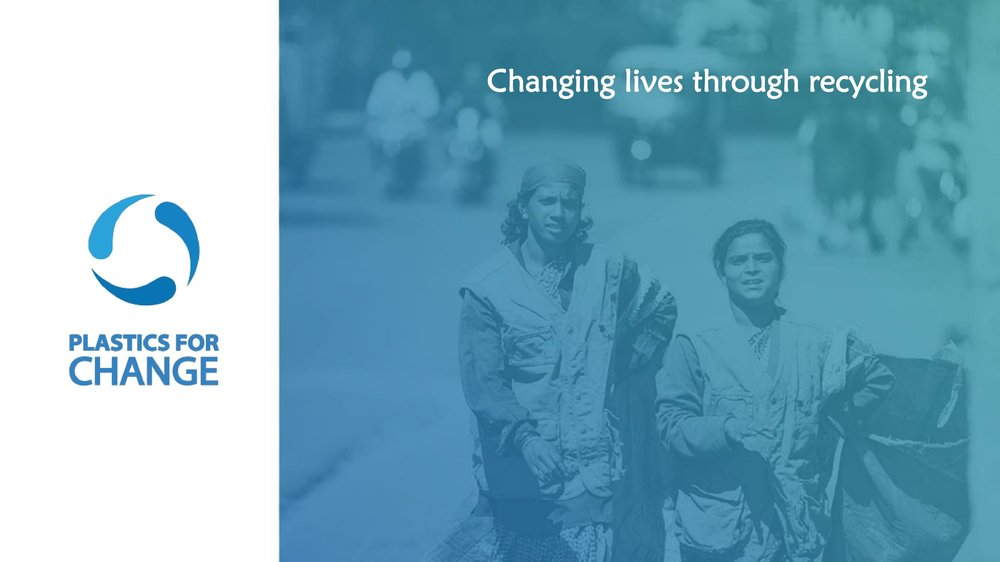 Changing lives through recycling
PLASTICS FOR
CHANGE